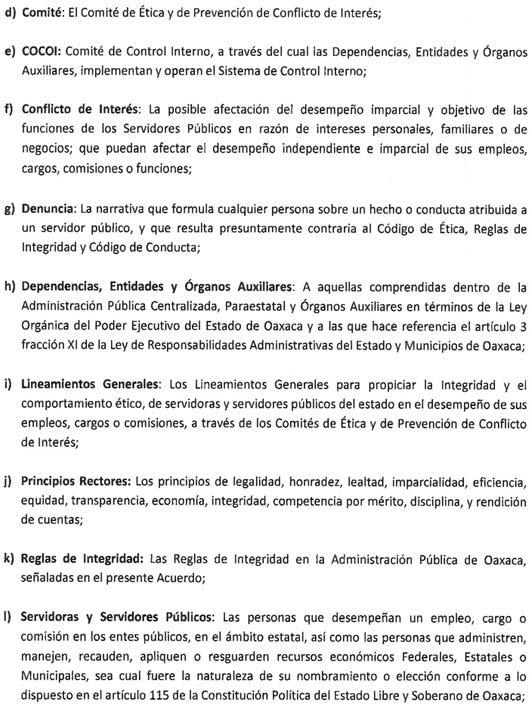 d) Comité: El Comité de Ética y de Prevención de Conflicto de Interés;
e) COCOI: Comité de Control Interno, a través del cual las Dependencias, Entidades y Órganos
Auxiliares, implementan y operan el Sistema de Control Interno;
f) Conflicto de Interés: La posible afectación del desempeño imparcial y objetivo de las
funciones de los Servidores Públicos en razón de intereses personales, familiares o de
negocios; que puedan afectar el desempeño independiente e imparcial de sus empleos,
cargos, comisiones o funciones;
g) Denuncia: La narrativa que formula cualquier persona sobre un hecho o conducta atribuida a
un servidor público, y que resulta presuntamente contraria al Código de Ética, Reglas de
Integridad y Código de Conducta;
h) Dependencias, Entidades y Órganos Auxiliares: A aquellas comprendidas dentro de la
Administración Pública Centralizada, Paraestatal y Órganos Auxiliares en términos de la Ley
Orgánica del Poder Ejecutivo del Estado de Oaxaca y a las que hace referencia el artículo 3
fracción XI de la Ley de Responsabilidades Administrativas del Estado y Municipios de Oaxaca;
i) Lineamientos Generales: Los Lineamientos Generales para propiciar la Integridad y el
comportamiento ético, de servidoras y servidores públicos del estado en el desempeño de sus
empleos, cargos o comisiones, a través de los Comités de Ética y de Prevención de Conflicto
de Interés;
j) Principios Rectores: Los principios de legalidad, honradez, lealtad, imparcialidad, eficiencia,
equidad, transparencia, economía, integridad, competencia por mérito, disciplina, y rendición
de cuentas;
k) Reglas de Integridad: Las Reglas de Integridad en la Administración Pública de Oaxaca,
señaladas en el presente Acuerdo;
l) Servidoras y Servidores Públicos: Las personas que desempeñan un empleo, cargo o
comisión en los entes públicos, en el ámbito estatal, así como las personas que administren,
manejen, recauden, apliquen o resguarden recursos económicos Federales, Estatales o
Municipales, sea cual fuere la naturaleza de su nombramiento o elección conforme a lo
dispuesto en el artículo 115 de la Constitución Política del Estado Libre y Soberano de Oaxaca;